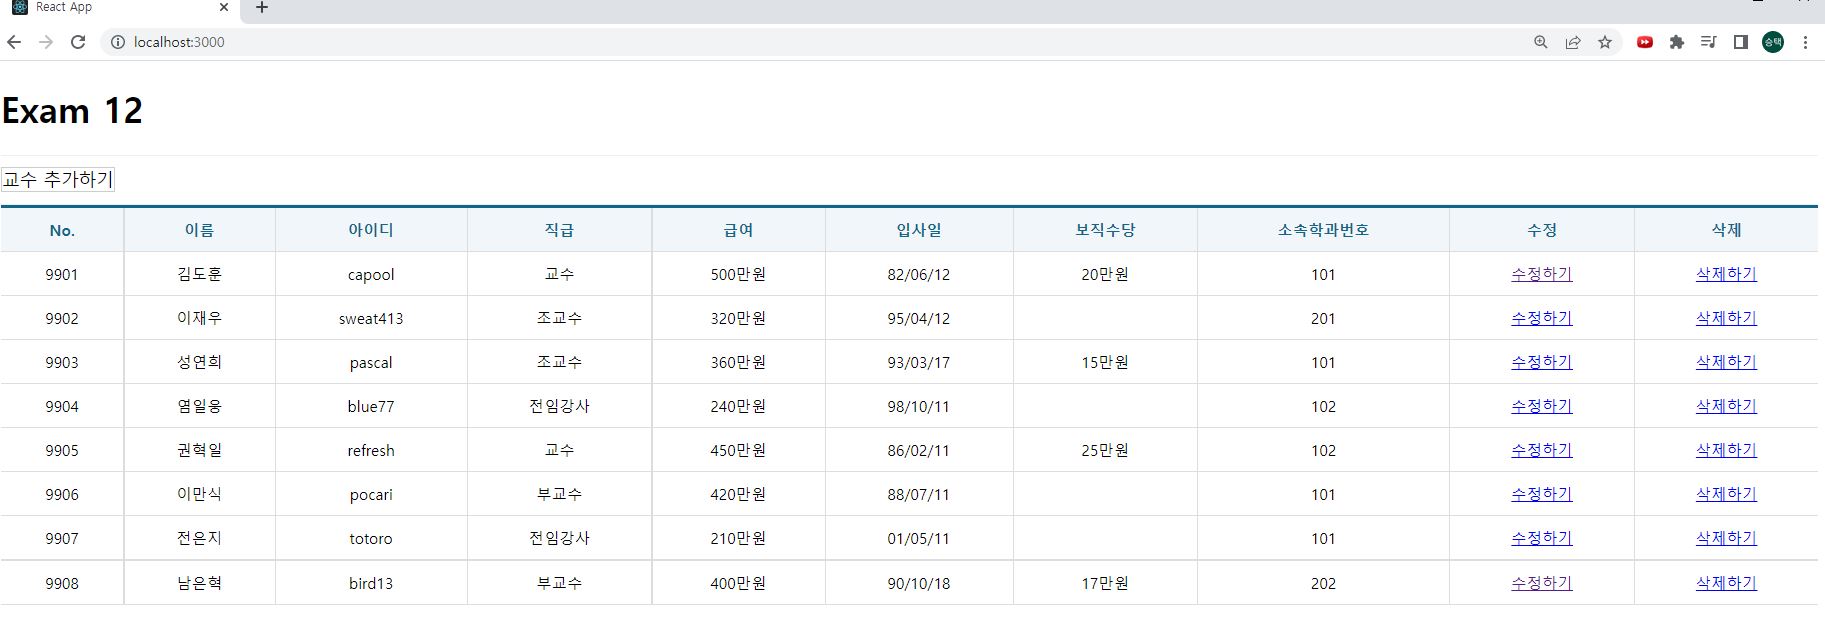 React App
localhost:3000
승택
Exam 12
교수 추가하기
No. 이름 아이디 직급 급여 입사일 보직수당 소속학과번호 수정 삭제
9901 김도훈 capool 교수 500만원 82/06/12 20만원 101 수정하기 삭제하기
9902 이재우 sweat413 조교수 320만원 95/04/12 201 수정하기 삭제하기
9903 성연희 pascal 조교수 360만원 93/03/17 15만원 101 수정하기 삭제하기
9904 염일웅 blue77 전임강사 240만원 98/10/11 102 수정하기 삭제하기
9905 권혁일 refresh 교수 450만원 86/02/11 25만원 102 수정하기 삭제하기
9906 이만식 pocari 부교수 420만원 88/07/11 101 수정하기 삭제하기
9907 전은지 totoro 전임강사 210만원 01/05/11 101 수정하기 삭제하기
9908 남은혁 bird13 부교수 400만원 90/10/18 17만원 202 수정하기 삭제하기